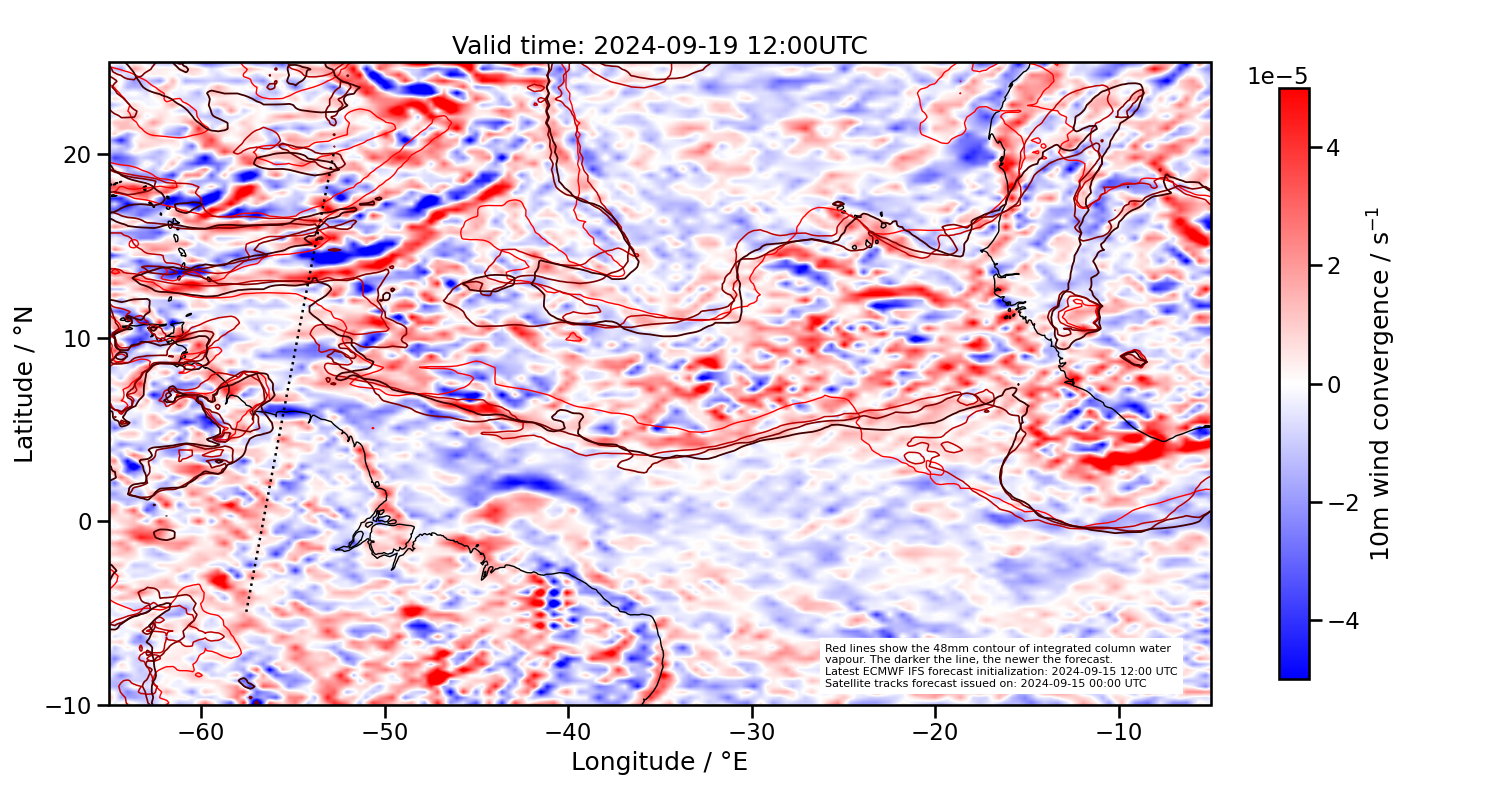 Valid time: 2024-09-19 12:00UTC
1e−5
20
10
0
−10
Latitude / °N
−60
−50
−40
−30
−20
−10
Longitude / °E
4
2
0
−2
−4
10m wind convergence / s⁻¹
Red lines show the 48mm contour of integrated column water
vapour. The darker the line, the newer the forecast.
Latest ECMWF IFS forecast initialization: 2024-09-15 12:00 UTC
Satellite tracks forecast issued on: 2024-09-15 00:00 UTC